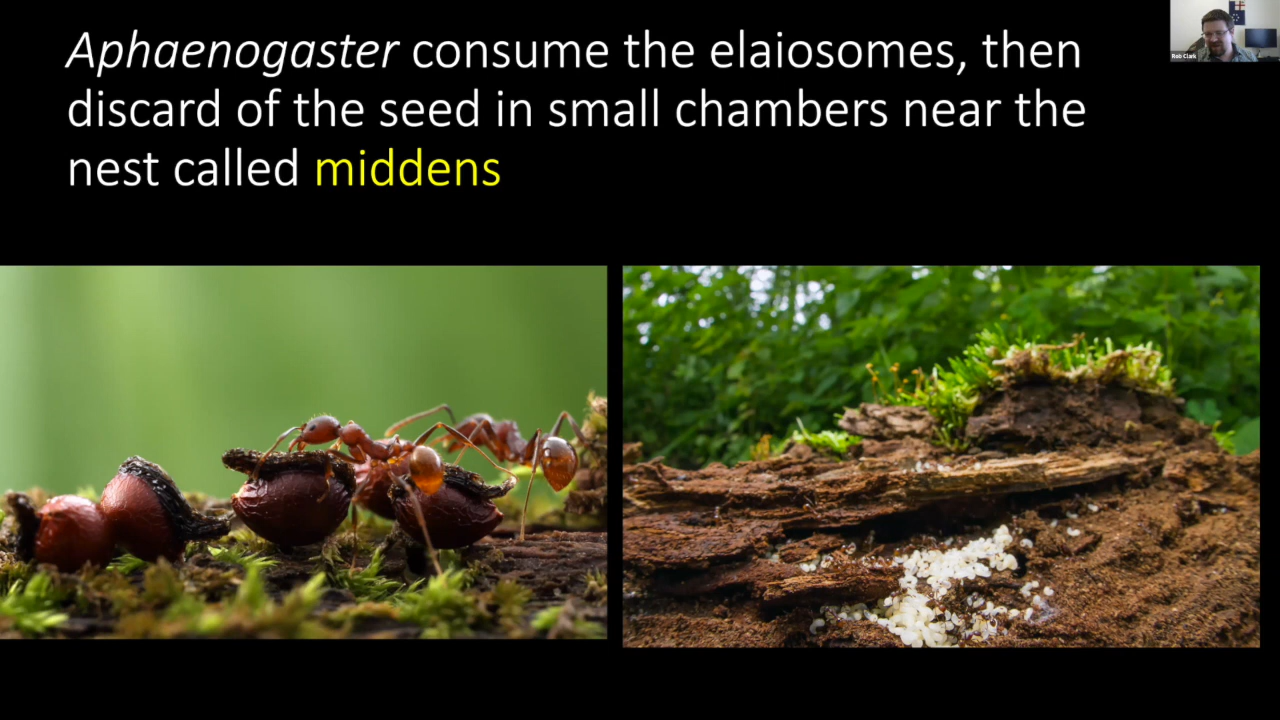 Aphaenogaster consume the elaiosomes, then
discard of the seed in small chambers near the
nest called middens
Rob Clark